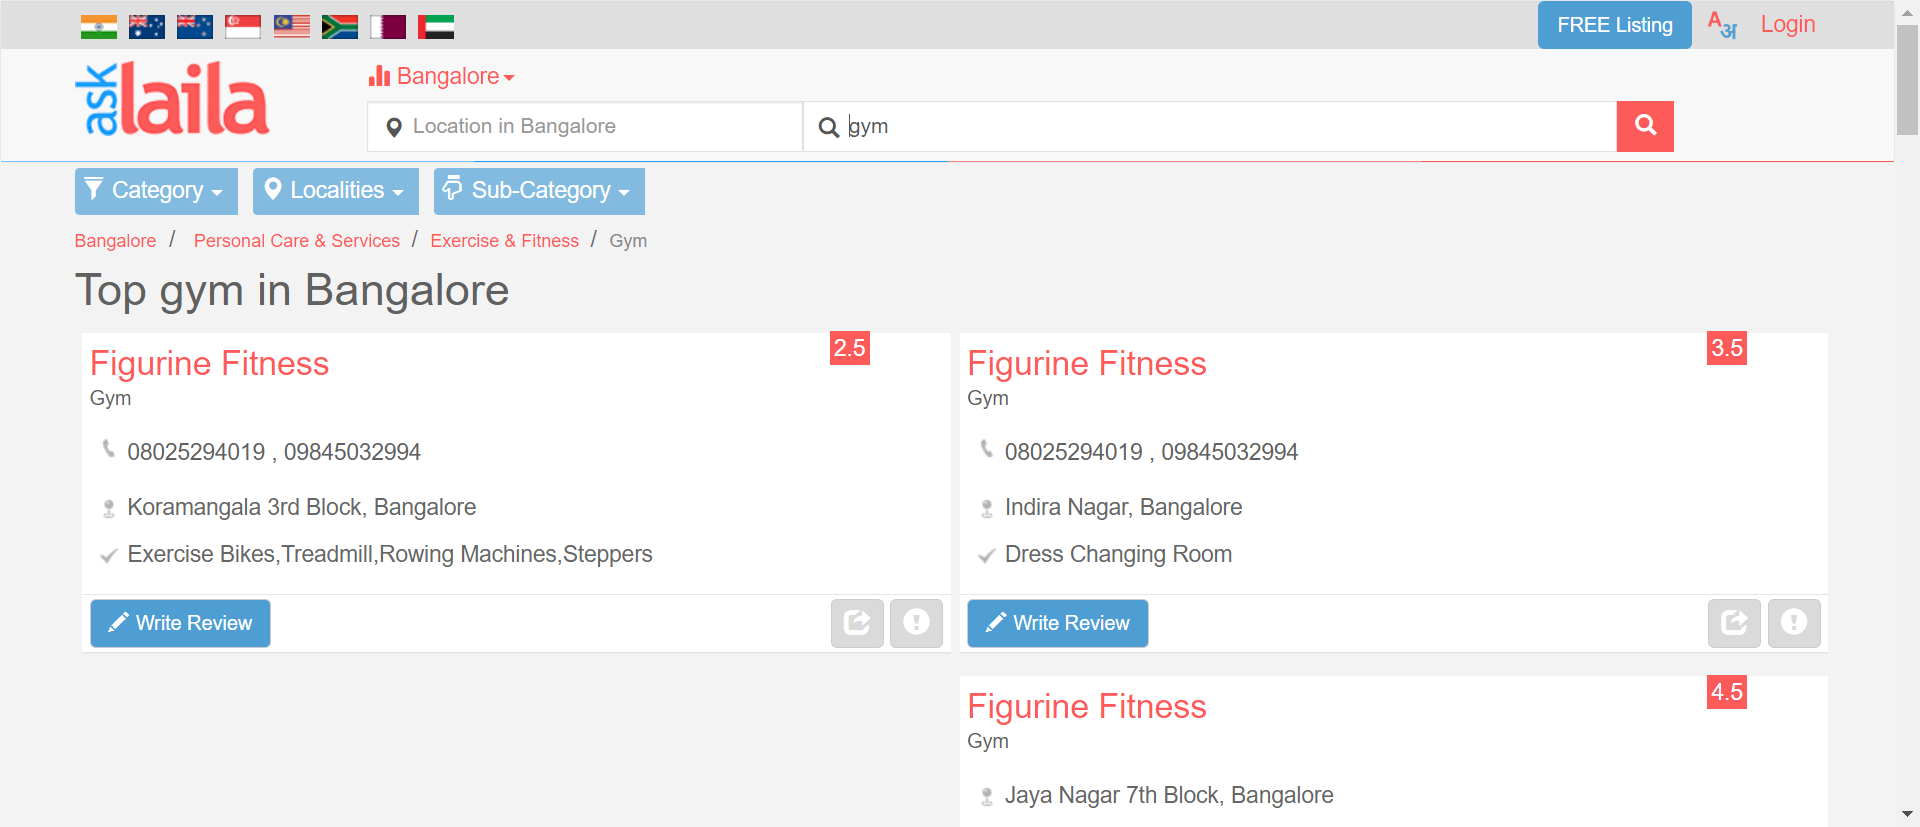 FREE Listing
A अ
Login
ask laila
Bangalore
Location in Bangalore
gym
Category
Localities
Sub-Category
Bangalore / Personal Care & Services / Exercise & Fitness / Gym
Top gym in Bangalore
Figurine Fitness
2.5
Gym
08025294019 , 09845032994
Koramangala 3rd Block, Bangalore
Exercise Bikes,Treadmill,Rowing Machines,Steppers
Write Review
Figurine Fitness
3.5
Gym
08025294019 , 09845032994
Indira Nagar, Bangalore
Dress Changing Room
Write Review
Figurine Fitness
4.5
Gym
Jaya Nagar 7th Block, Bangalore